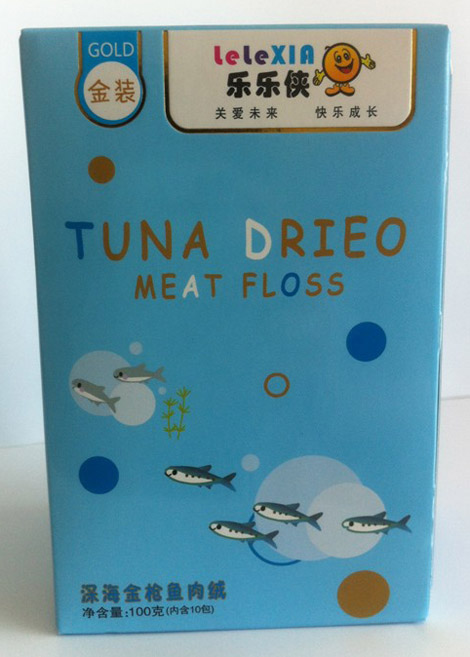 GOLD
金装
LeLeXIA
乐乐侠
关爱未来 快乐成长
TUNA DRIEO
MEAT FLOSS
深海金枪鱼肉绒
净含量:100克(内含10包)